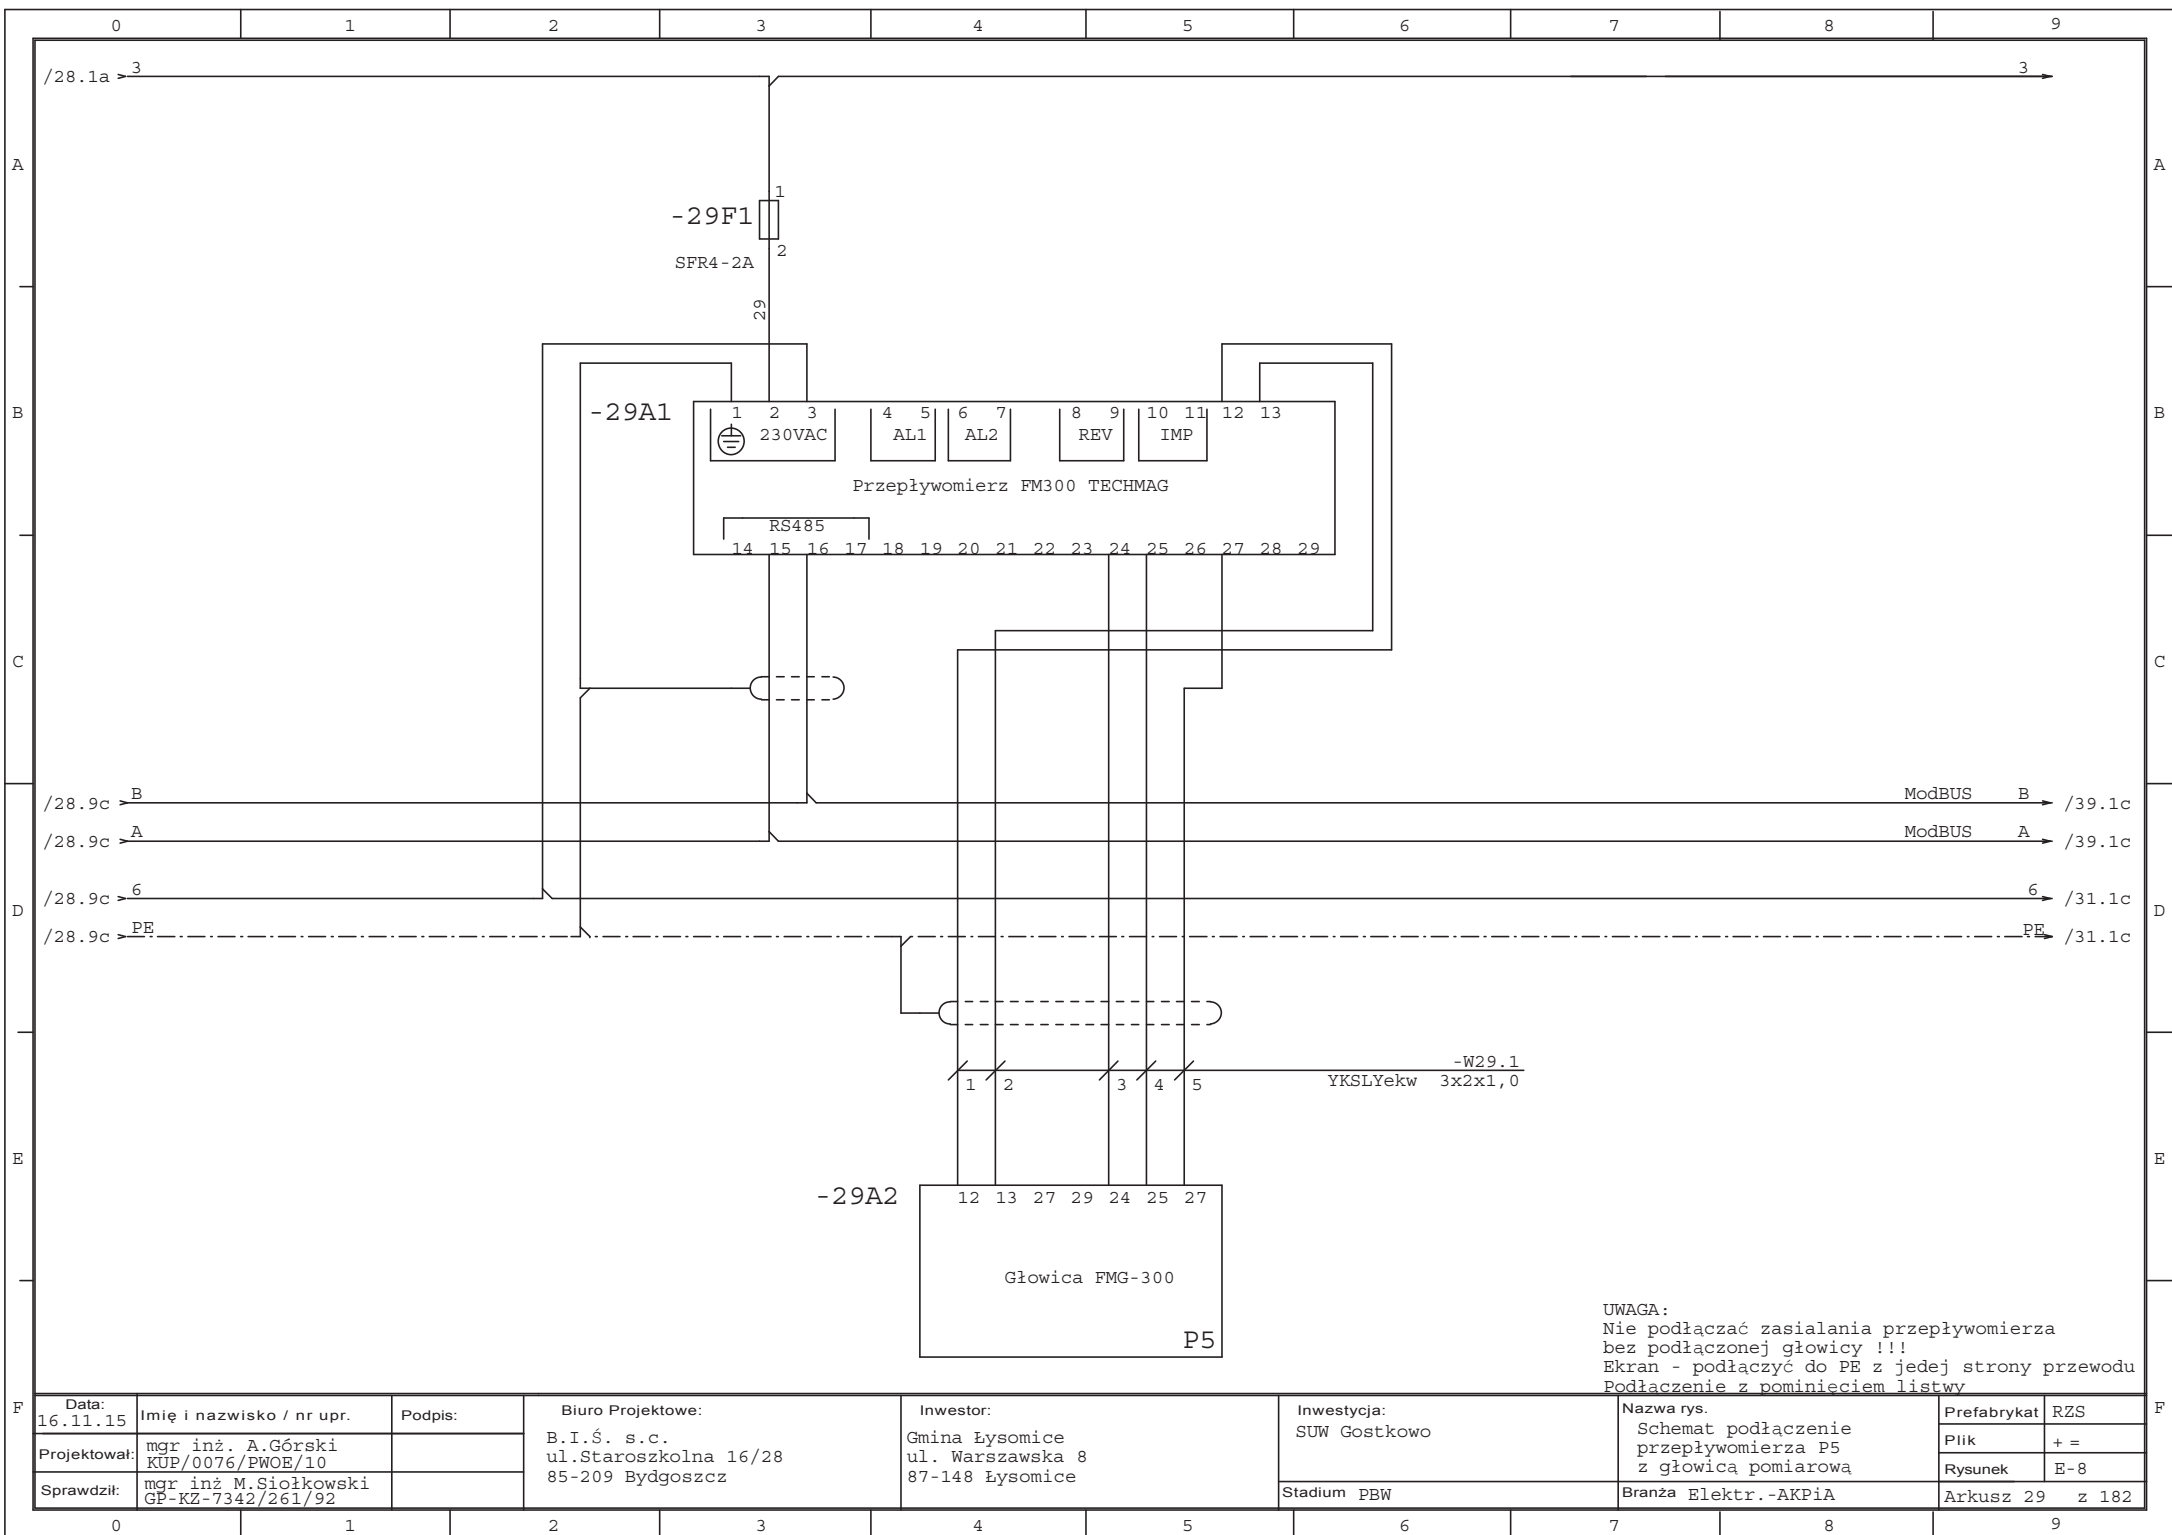 0 1 2 3 4 5 6 7 8 9
/28.1a 3 3
A A
1
-29F1
2
SFR4-2A
29
B B
-29A1
1 2 3 4 5 6 7 8 9 10 11 12 13
230VAC AL1 AL2 REV IMP
Przepływomierz FM300 TECHMAG
RS485
14 15 16 17 18 19 20 21 22 23 24 25 26 27 28 29
C C
/28.9c B ModBUS B /39.1c
/28.9c A ModBUS A /39.1c
/28.9c 6 6 /31.1c
D D
/28.9c PE PE /31.1c
-W29.1
1 2 3 4 5 YKSLYekw 3x2x1,0
E E
-29A2
12 13 27 29 24 25 27
Głowica FMG-300
P5
UWAGA:
Nie podłączać zasialania przepływomierza
bez podłączonej głowicy !!!
Ekran - podłączyć do PE z jedej strony przewodu
Podłaczenie z pominięciem listwy
F F
Data:
16.11.15
Imię i nazwisko / nr upr.
Podpis:
Projektował:
mgr inż. A.Górski
KUP/0076/PWOE/10
Sprawdził:
mgr inż M.Siołkowski
GP-KZ-7342/261/92
Biuro Projektowe:
B.I.Ś. s.c.
ul.Staroszkolna 16/28
85-209 Bydgoszcz
Inwestor:
Gmina Łysomice
ul. Warszawska 8
87-148 Łysomice
Inwestycja:
SUW Gostkowo
Stadium PBW
Nazwa rys.
Schemat podłączenie
przepływomierza P5
z głowicą pomiarową
Branża Elektr.-AKPiA
Prefabrykat RZS
Plik + =
Rysunek E-8
Arkusz 29 z 182
0 1 2 3 4 5 6 7 8 9